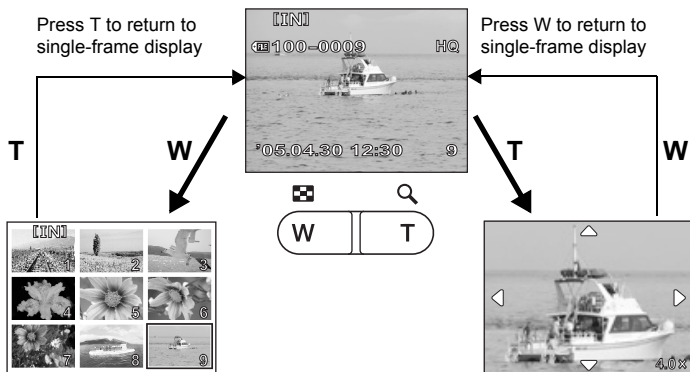 Press T to return to
single-frame display
[IN]
100-0009 HQ
'05.04.30 12:30 9
Press W to return to
single-frame display
T
W
T
W
W T
[IN]
1 2 3
4 5 6
7 8 9
4.0×